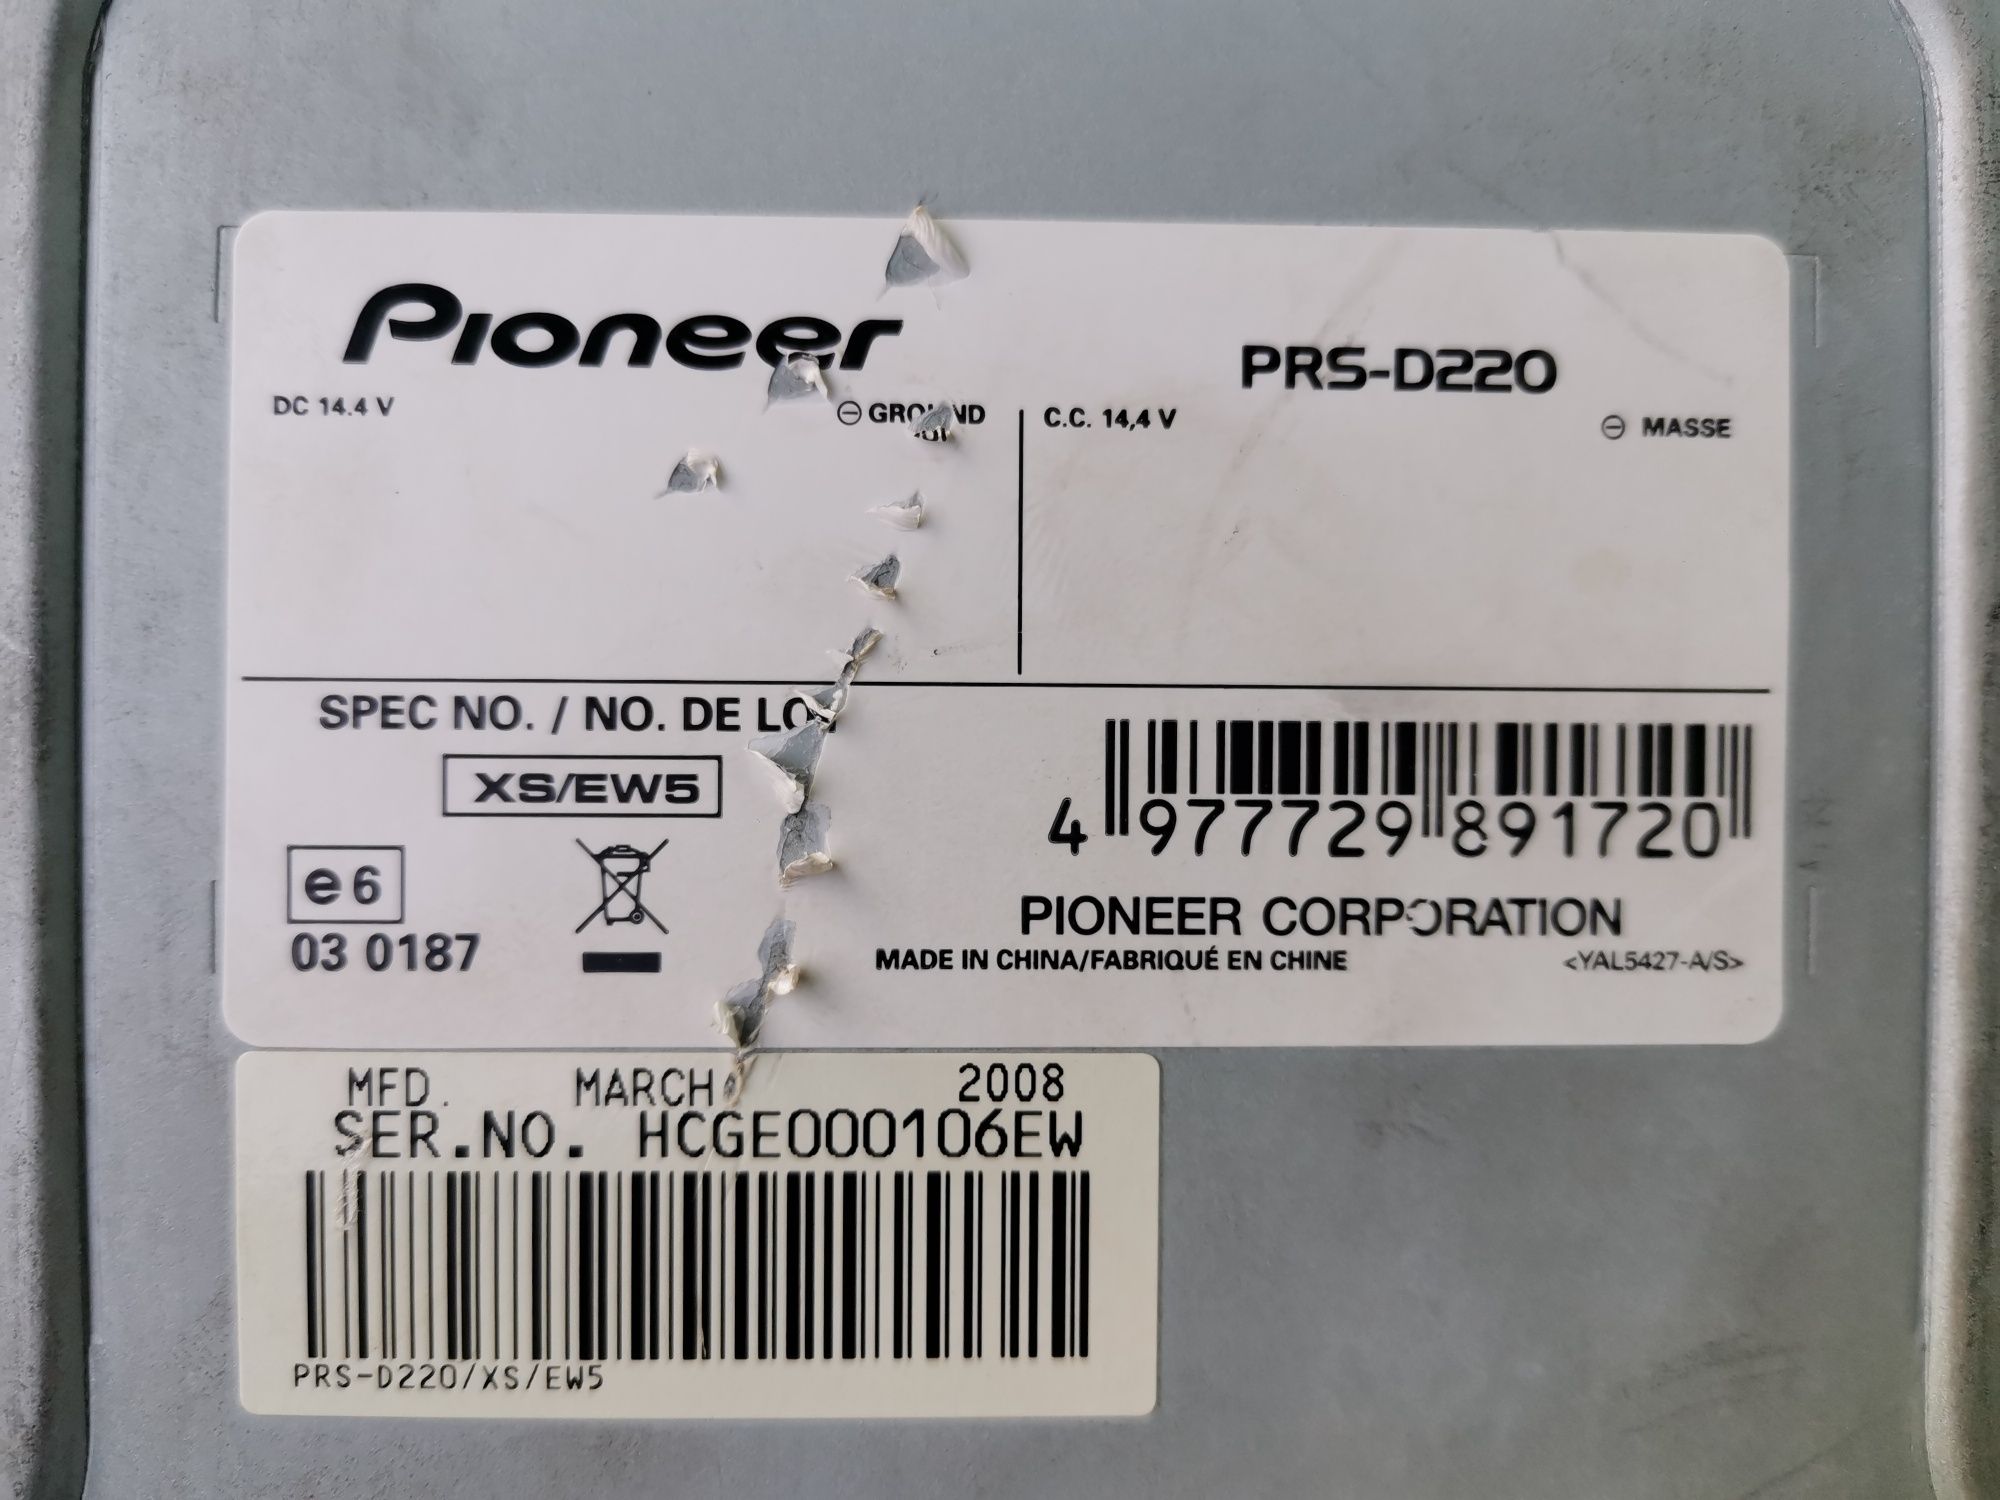 Pioneer
PRS-D220
DC 14.4 V
⊖ GROUND
C.C. 14,4 V
⊖ MASSE
SPEC NO. / NO. DE LOT
XS/EW5
e6
03 0187
4 977729 891720
PIONEER CORPORATION
MADE IN CHINA/FABRIQUÉ EN CHINE
<YAL5427-A/S>
MFD. MARCH 2008
SER.NO. HCGE000106EW
PRS-D220/XS/EW5